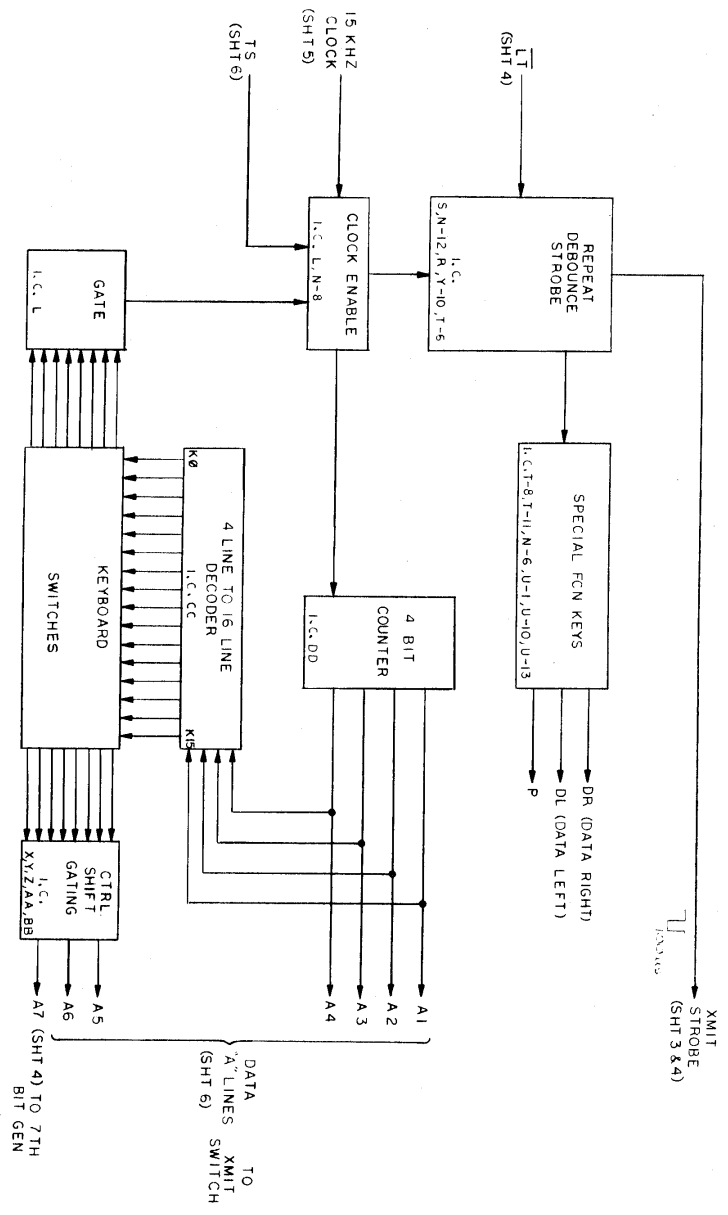 LT
(SHT 4)
15 KHZ
CLOCK
(SHT 5)
TS
(SHT 6)
REPEAT
DEBOUNCE
STROBE
I.C.
S,N-12,R,Y-10,T-6
CLOCK ENABLE
I.C. L,N-8
GATE
I.C. L
SPECIAL FCN KEYS
I.C.T-8,T-11,N-6,U-1,U-10,U-13
4 BIT
COUNTER
I.C.DD
4 LINE TO 16 LINE
DECODER
I.C.CC
KØ
K15
KEYBOARD
SWITCHES
CTRL
SHIFT
GATING
I.C.
X,Y,Z,AA,BB
XMIT
STROBE
(SHT 3 & 4)
DR (DATA RIGHT)
DL (DATA LEFT)
P
A1
A2
A3
A4
A5
A6
A7 (SHT 4) TO 7TH
BIT GEN
DATA TO
"A" LINES XMIT
(SHT 6) SWITCH